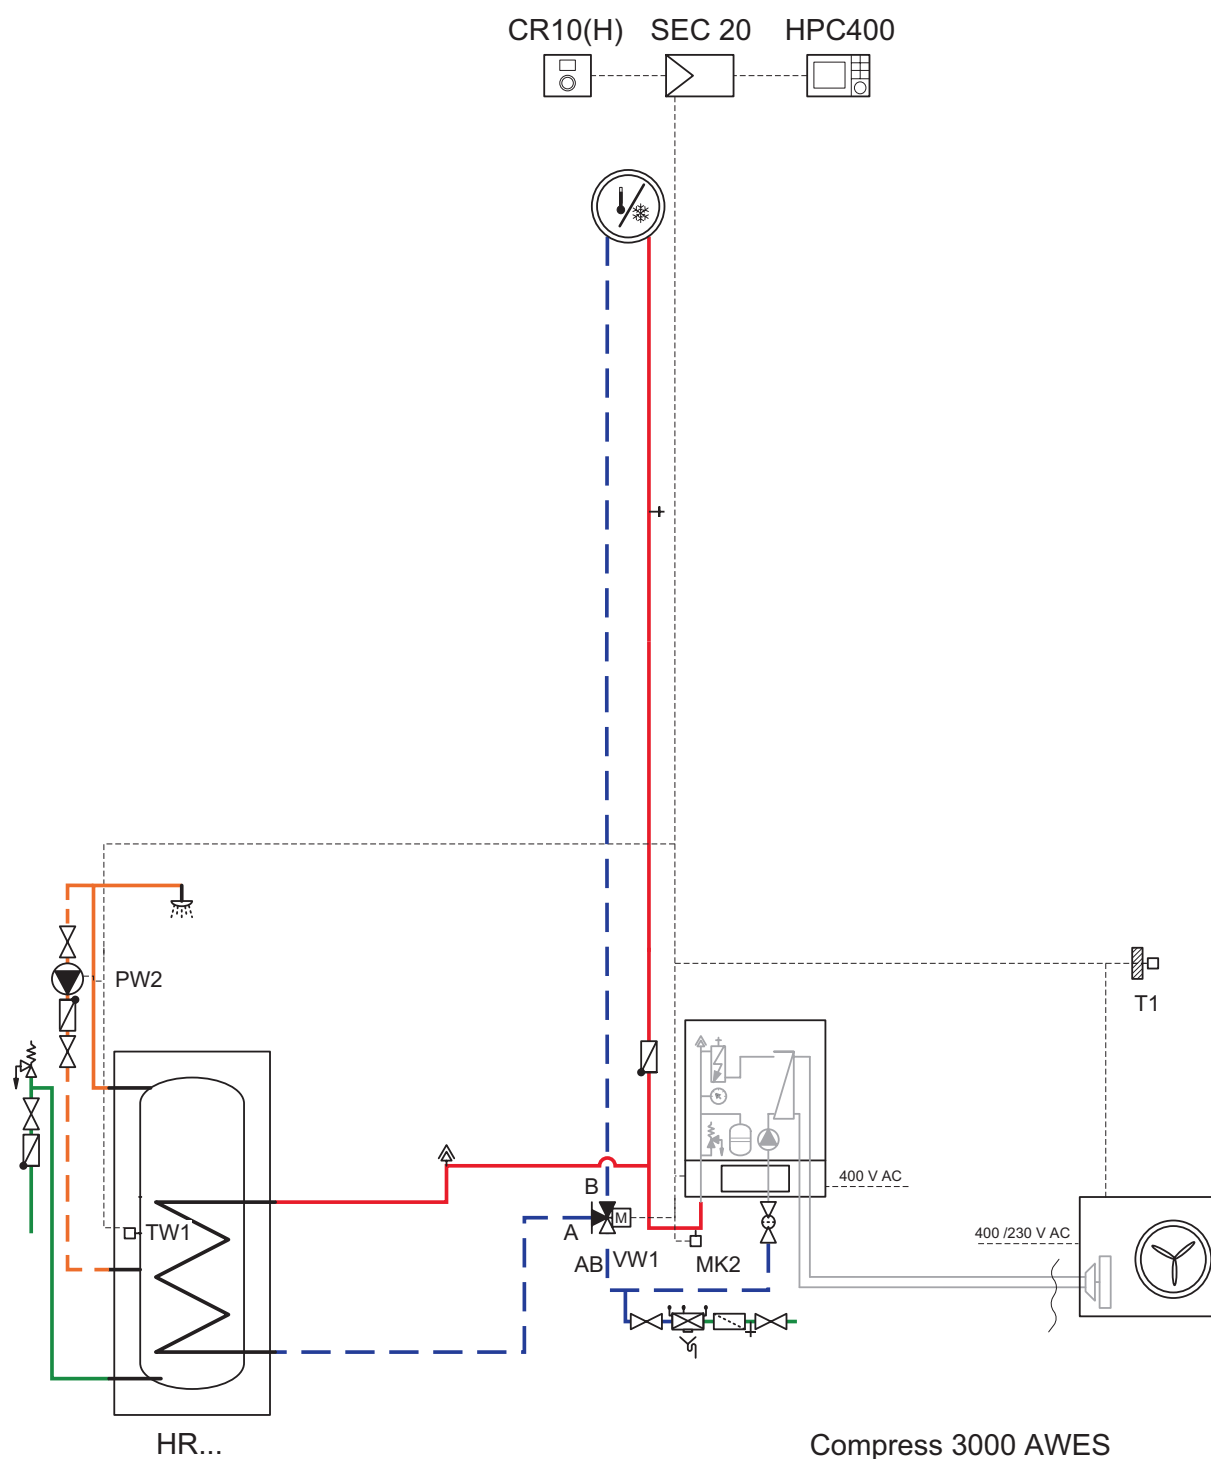 CR10(H) SEC 20 HPC400
PW2
T1
B
M
A
AB VW1
MK2
TW1
400 V AC
400 /230 V AC
HR...
Compress 3000 AWES